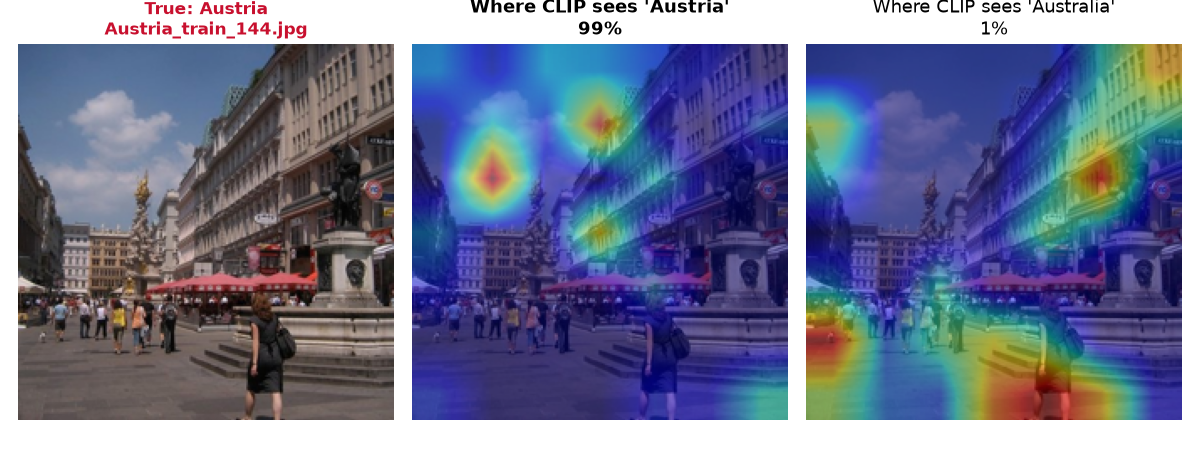 True: Austria
Austria_train_144.jpg
Where CLIP sees 'Austria'
99%
Where CLIP sees 'Australia'
1%